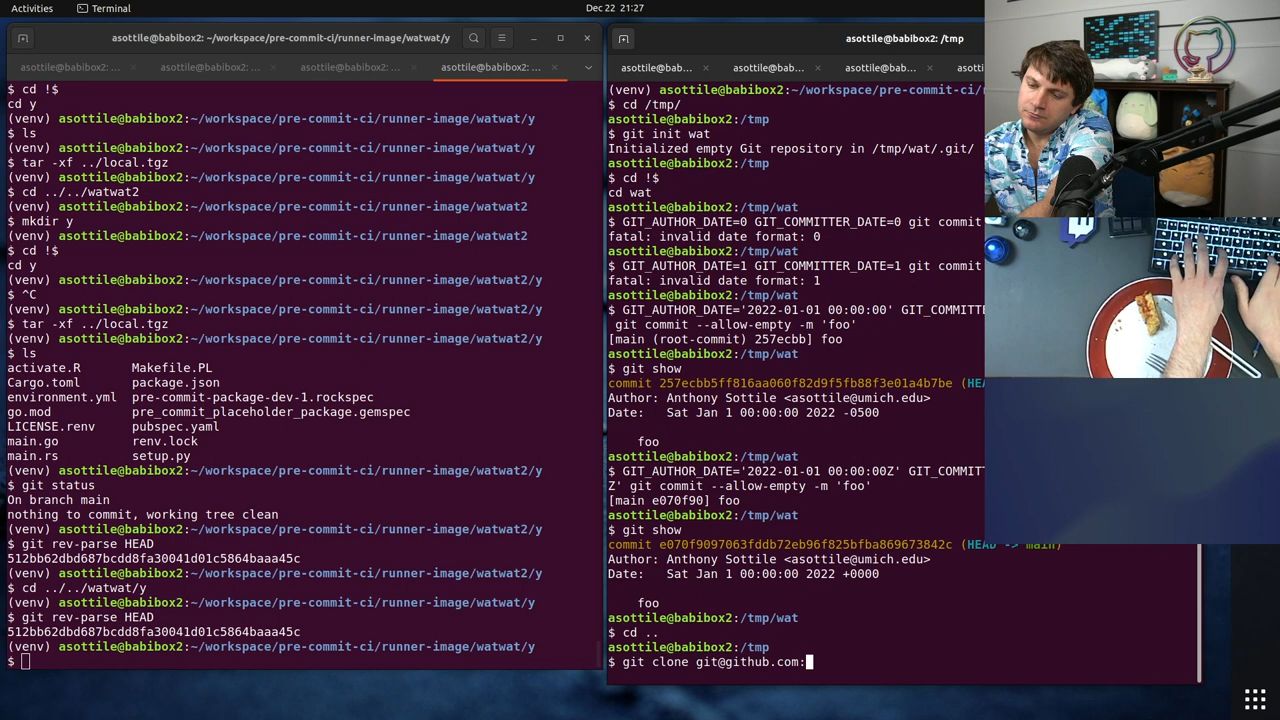 Activities
Terminal
Dec 22 21:27
asottile@babibox2: ~/workspace/pre-commit-ci/runner-image/watwat/y
asottile@babibox2: ...
asottile@babibox2: ...
asottile@babibox2: ...
asottile@babibox2: ...
$ cd !$
cd y
(venv) asottile@babibox2:~/workspace/pre-commit-ci/runner-image/watwat/y
$ ls
(venv) asottile@babibox2:~/workspace/pre-commit-ci/runner-image/watwat/y
$ tar -xf ../local.tgz
(venv) asottile@babibox2:~/workspace/pre-commit-ci/runner-image/watwat/y
$ cd ../../watwat2
(venv) asottile@babibox2:~/workspace/pre-commit-ci/runner-image/watwat2
$ mkdir y
(venv) asottile@babibox2:~/workspace/pre-commit-ci/runner-image/watwat2
$ cd !$
cd y
(venv) asottile@babibox2:~/workspace/pre-commit-ci/runner-image/watwat2/y
$ ^C
(venv) asottile@babibox2:~/workspace/pre-commit-ci/runner-image/watwat2/y
$ tar -xf ../local.tgz
(venv) asottile@babibox2:~/workspace/pre-commit-ci/runner-image/watwat2/y
$ ls
activate.R Makefile.PL
Cargo.toml package.json
environment.yml pre-commit-package-dev-1.rockspec
go.mod pre_commit_placeholder_package.gemspec
LICENSE.renv pubspec.yaml
main.go renv.lock
main.rs setup.py
(venv) asottile@babibox2:~/workspace/pre-commit-ci/runner-image/watwat2/y
$ git status
On branch main
nothing to commit, working tree clean
(venv) asottile@babibox2:~/workspace/pre-commit-ci/runner-image/watwat2/y
$ git rev-parse HEAD
512bb62dbd687bcdd8fa30041d01c5864baaa45c
(venv) asottile@babibox2:~/workspace/pre-commit-ci/runner-image/watwat2/y
$ cd ../../watwat/y
(venv) asottile@babibox2:~/workspace/pre-commit-ci/runner-image/watwat/y
$ git rev-parse HEAD
512bb62dbd687bcdd8fa30041d01c5864baaa45c
(venv) asottile@babibox2:~/workspace/pre-commit-ci/runner-image/watwat/y
$
asottile@babibox2: /tmp
asottile@bab...
asottile@bab...
asottile@bab...
asotti
(venv) asottile@babibox2:~/workspace/pre-commit-ci/r
$ cd /tmp/
asottile@babibox2:/tmp
$ git init wat
Initialized empty Git repository in /tmp/wat/.git/
asottile@babibox2:/tmp
$ cd !$
cd wat
asottile@babibox2:/tmp/wat
$ GIT_AUTHOR_DATE=0 GIT_COMMITTER_DATE=0 git commit
fatal: invalid date format: 0
asottile@babibox2:/tmp/wat
$ GIT_AUTHOR_DATE=1 GIT_COMMITTER_DATE=1 git commit
fatal: invalid date format: 1
asottile@babibox2:/tmp/wat
$ GIT_AUTHOR_DATE='2022-01-01 00:00:00' GIT_COMMITTE
git commit --allow-empty -m 'foo'
[main (root-commit) 257ecbb] foo
asottile@babibox2:/tmp/wat
$ git show
commit 257ecbb5ff816aa060f82d9f5fb88f3e01a4b7be (HEA
Author: Anthony Sottile <asottile@umich.edu>
Date: Sat Jan 1 00:00:00 2022 -0500
foo
asottile@babibox2:/tmp/wat
$ GIT_AUTHOR_DATE='2022-01-01 00:00:00Z' GIT_COMMITT
Z' git commit --allow-empty -m 'foo'
[main e070f90] foo
asottile@babibox2:/tmp/wat
$ git show
commit e070f9097063fddb72eb96f825bfba869673842c (HEAD -> main)
Author: Anthony Sottile <asottile@umich.edu>
Date: Sat Jan 1 00:00:00 2022 +0000
foo
asottile@babibox2:/tmp/wat
$ cd ..
asottile@babibox2:/tmp
$ git clone git@github.com: